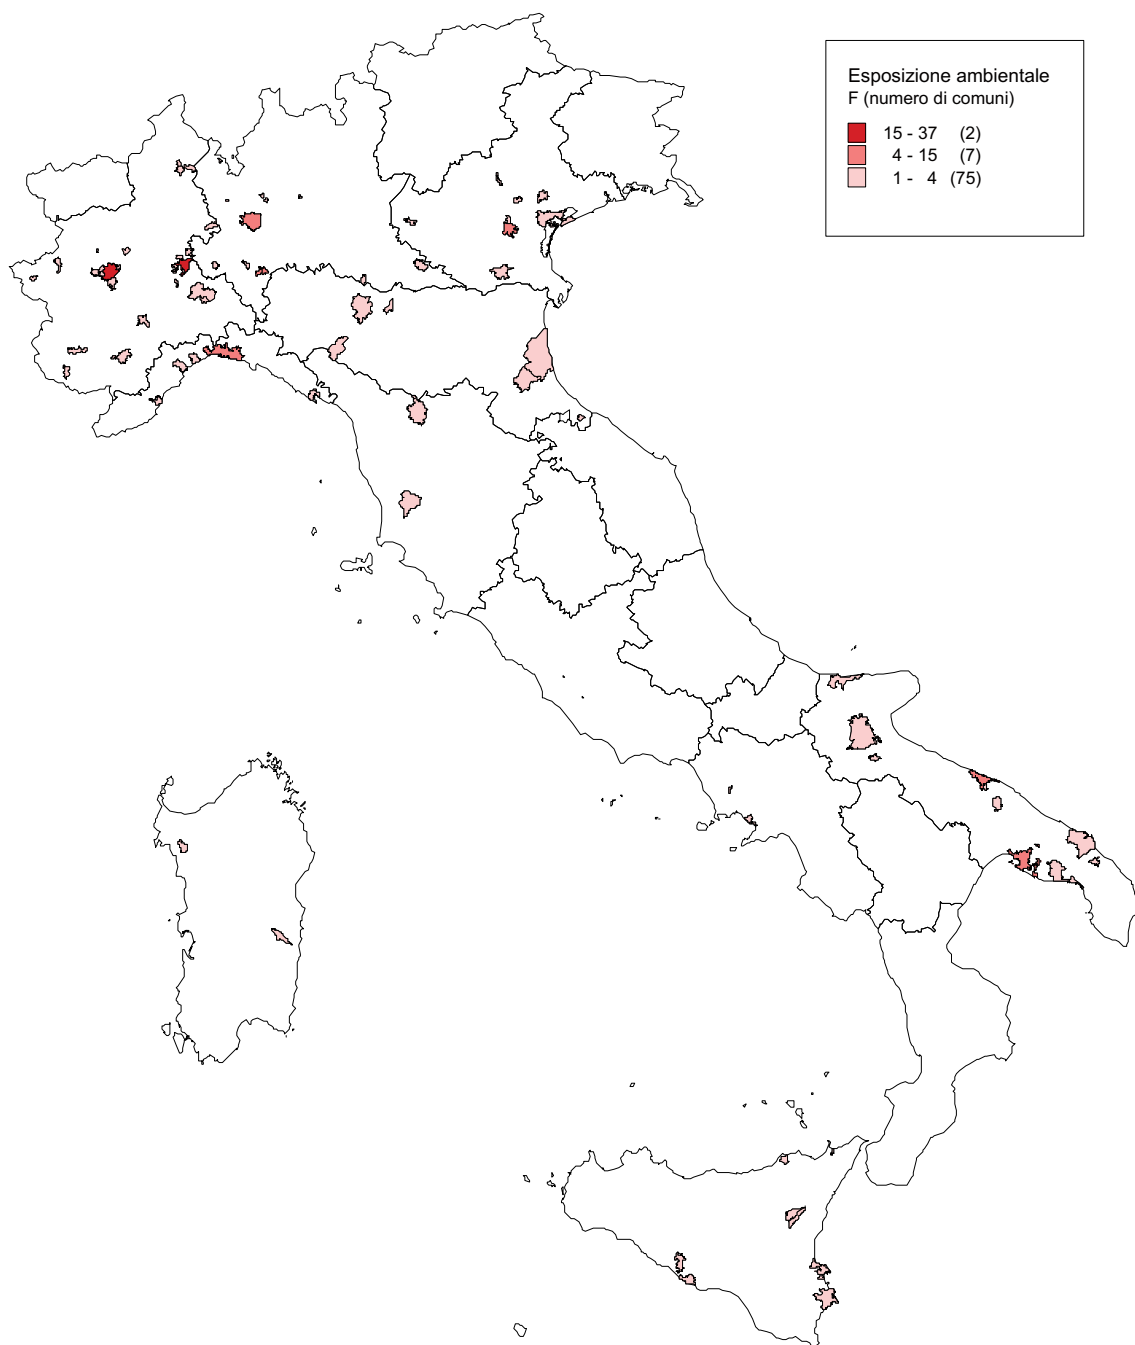 Esposizione ambientale
F (numero di comuni)
15 - 37 (2)
4 - 15 (7)
1 - 4 (75)